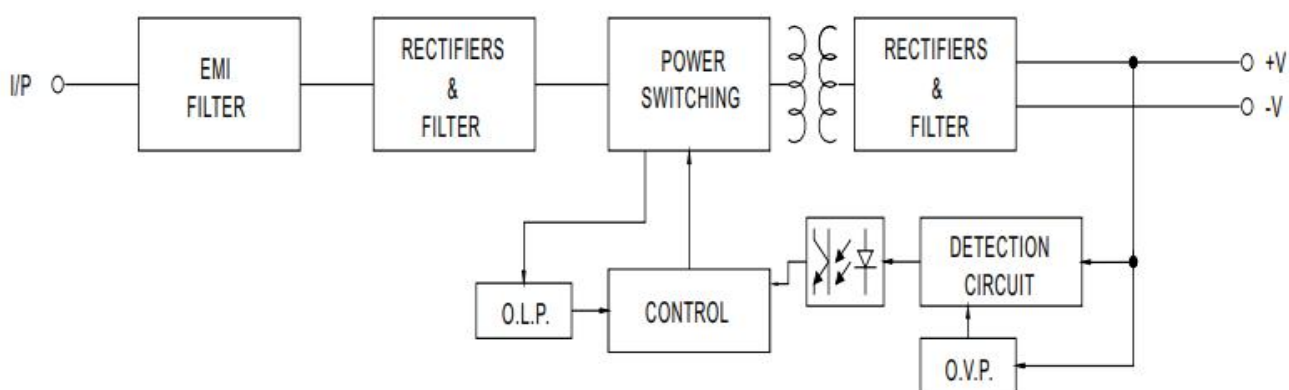 I/P
EMI
FILTER
RECTIFIERS
&
FILTER
POWER
SWITCHING
RECTIFIERS
&
FILTER
+V
-V
O.L.P.
CONTROL
DETECTION
CIRCUIT
O.V.P.